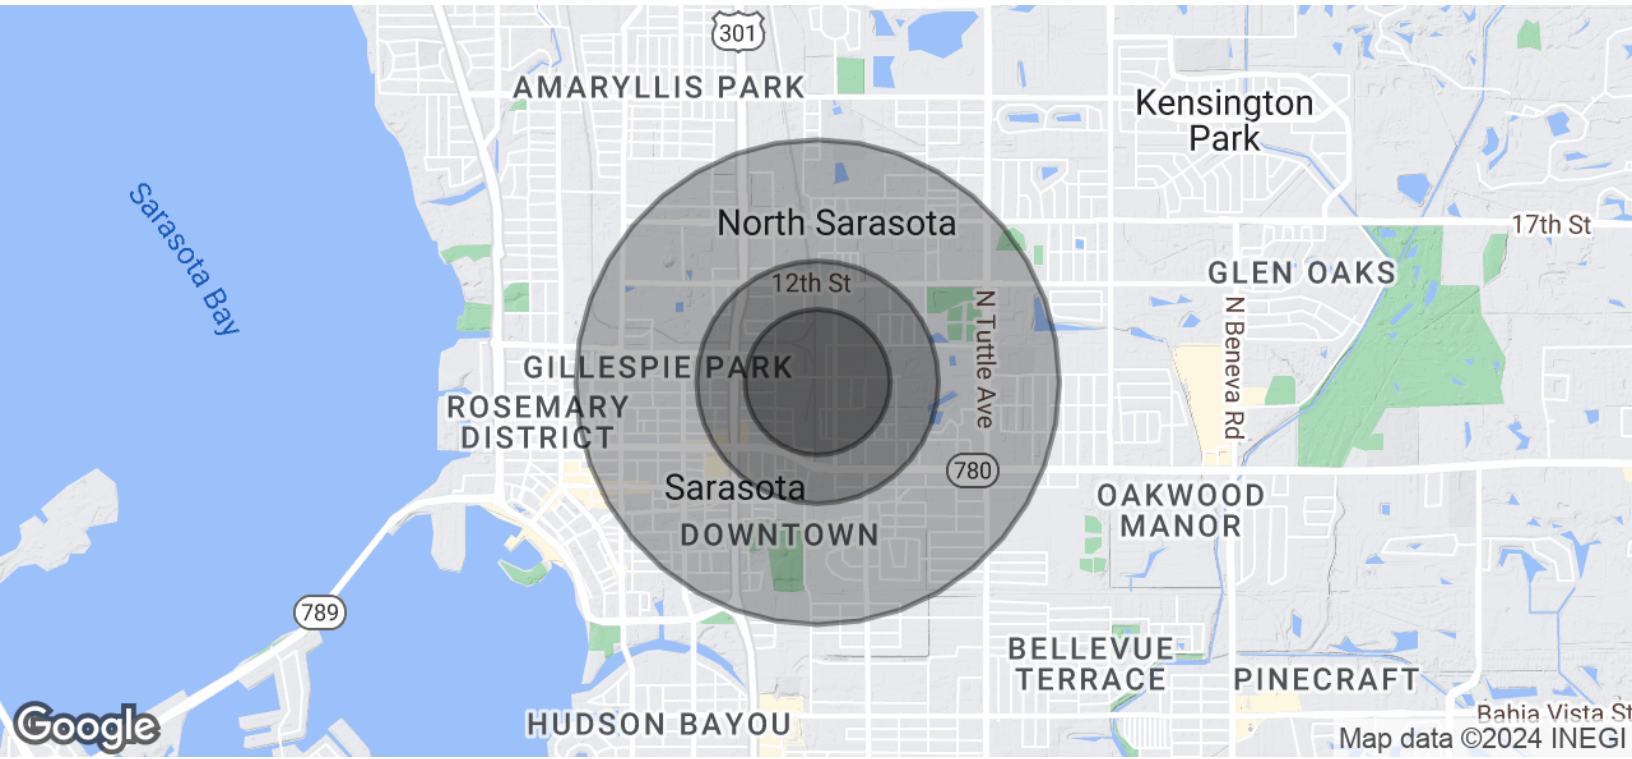 301
AMARYLLIS PARK
Kensington
Park
Sarasota Bay
North Sarasota
17th St
GLEN OAKS
12th St
N Tuttle Ave
N Beneva Rd
GILLESPIE PARK
ROSEMARY
DISTRICT
780
Sarasota
DOWNTOWN
OAKWOOD
MANOR
789
BELLEVUE
TERRACE
PINECRAFT
HUDSON BAYOU
Bahia Vista St
Google
Map data ©2024 INEGI